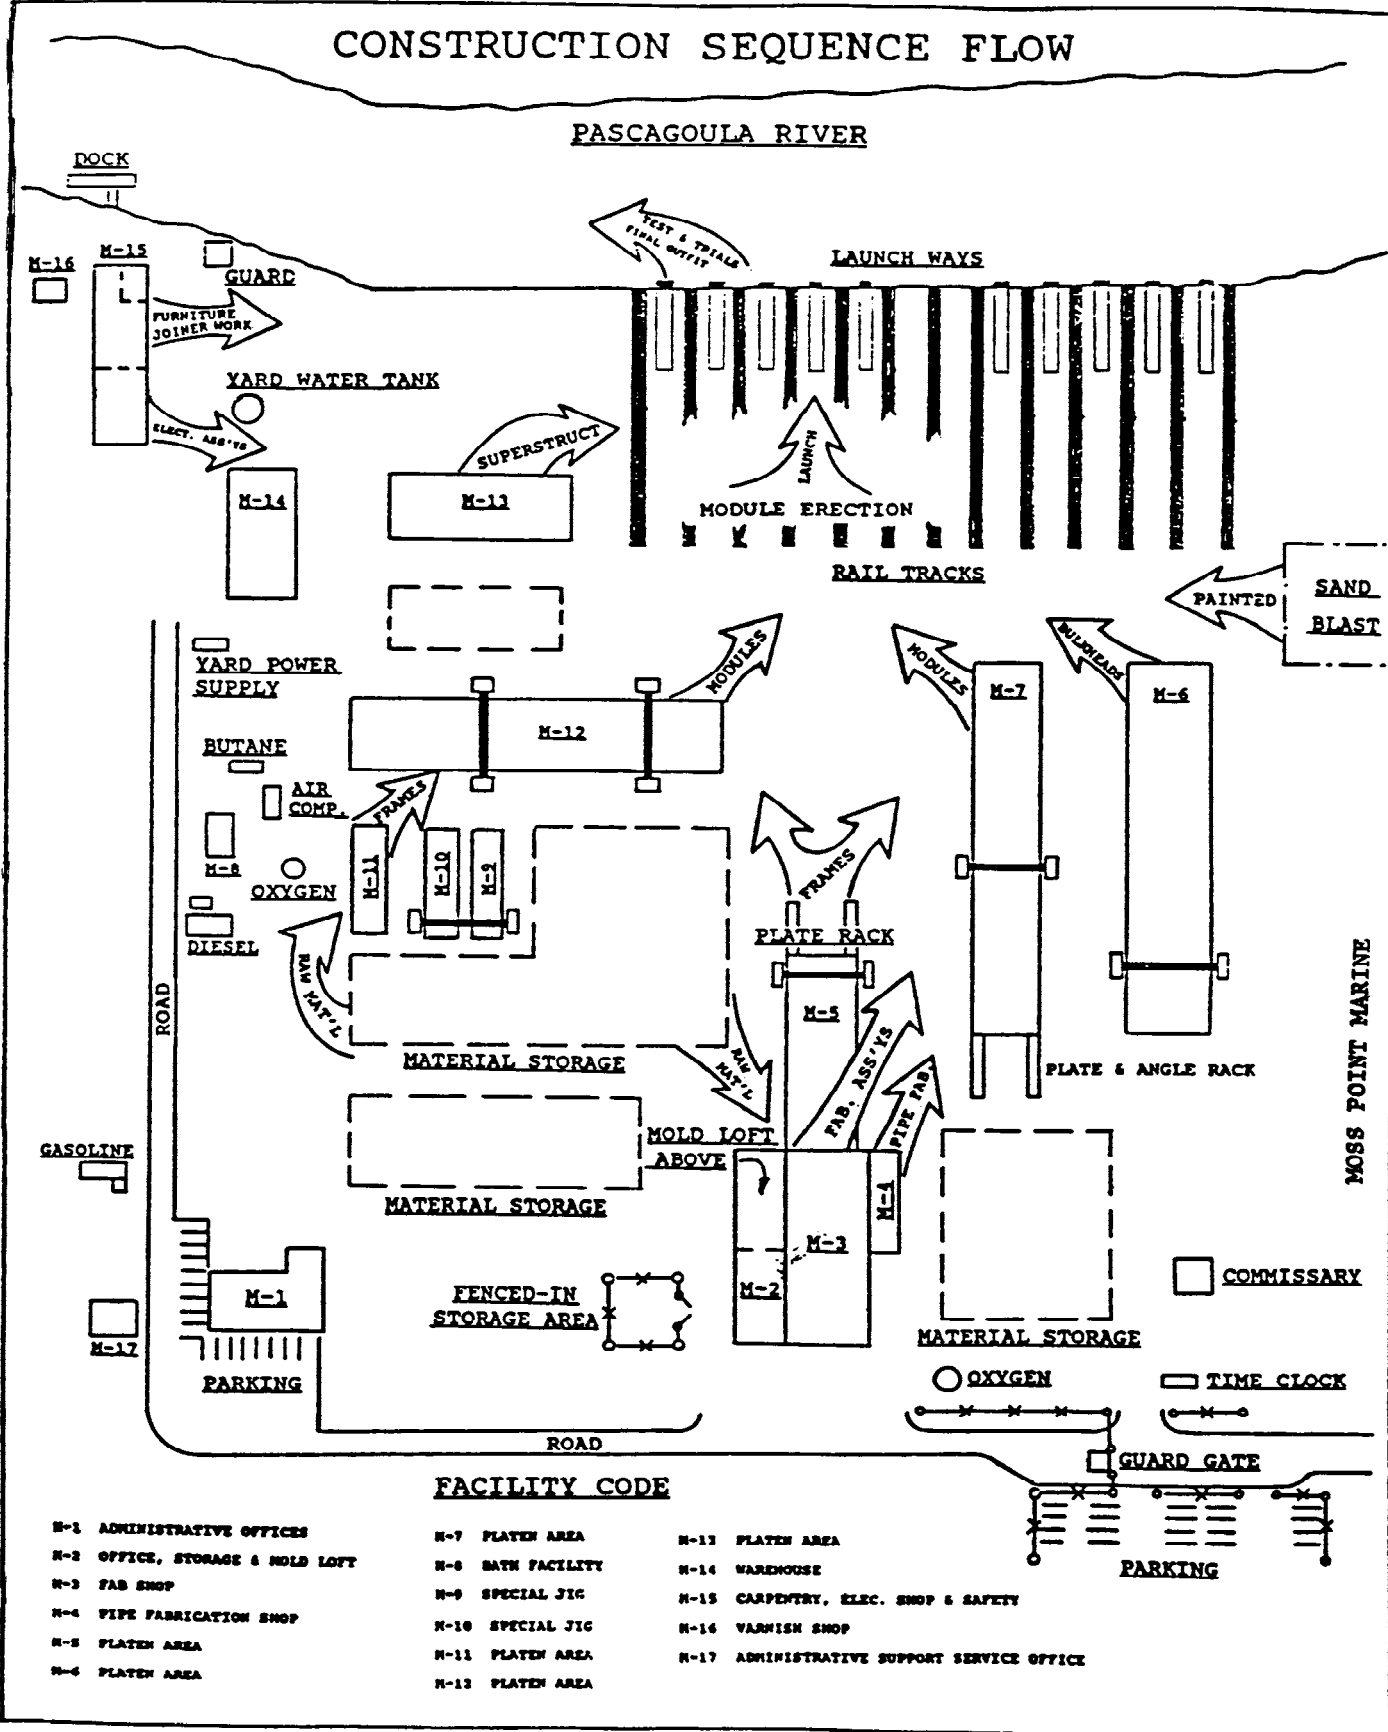 CONSTRUCTION SEQUENCE FLOW
PASCAGOULA RIVER
DOCK
M-16
M-15
GUARD
FURNITURE
JOINER WORK
TEST & TRIALS
FINAL OUTFIT
LAUNCH WAYS
YARD WATER TANK
ELECT. ASS'YS
SUPERSTRUCT
LAUNCH
M-14
M-13
MODULE ERECTION
RAIL TRACKS
PAINTED
SAND
BLAST
YARD POWER
SUPPLY
MODULES
MODULES
BULKHEADS
M-7
M-6
BUTANE
M-12
AIR
COMP.
FRAMES
M-8
OXYGEN
M-11
M-10
M-9
FRAMES
DIESEL
PLATE RACK
RAW
MAT'L
ROAD
M-5
MATERIAL STORAGE
RAW
MAT'L
FAB. ASS'YS
PIPE FAB.
PLATE & ANGLE RACK
MOSS POINT MARINE
GASOLINE
MOLD LOFT
ABOVE
MATERIAL STORAGE
M-4
M-3
M-2
M-1
FENCED-IN
STORAGE AREA
COMMISSARY
M-17
MATERIAL STORAGE
PARKING
OXYGEN
TIME CLOCK
ROAD
GUARD GATE
PARKING
FACILITY CODE
M-1 ADMINISTRATIVE OFFICES
M-2 OFFICE, STORAGE & MOLD LOFT
M-3 FAB SHOP
M-4 PIPE FABRICATION SHOP
M-5 PLATEN AREA
M-6 PLATEN AREA
M-7 PLATEN AREA
M-8 BATH FACILITY
M-9 SPECIAL JIG
M-10 SPECIAL JIG
M-11 PLATEN AREA
M-12 PLATEN AREA
M-13 PLATEN AREA
M-14 WAREHOUSE
M-15 CARPENTRY, ELEC. SHOP & SAFETY
M-16 VARNISH SHOP
M-17 ADMINISTRATIVE SUPPORT SERVICE OFFICE